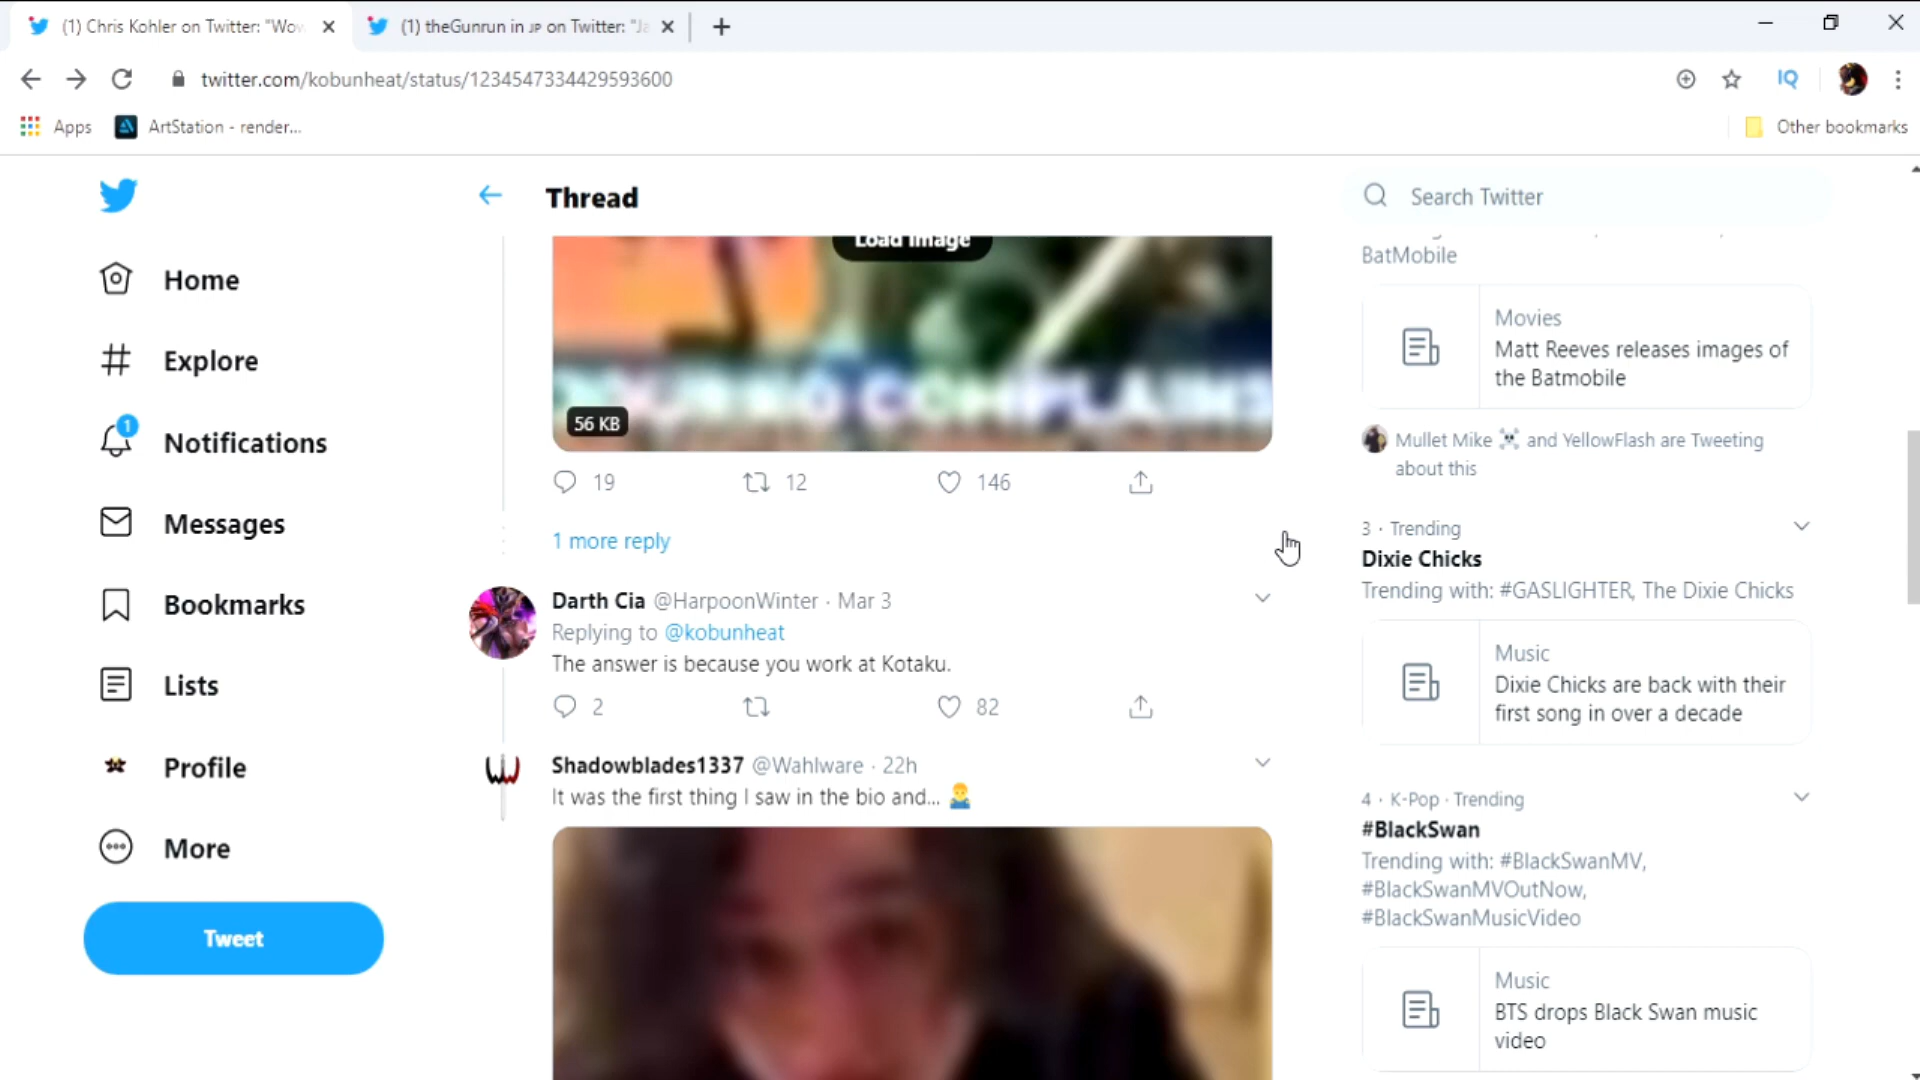 (1) Chris Kohler on Twitter: "Wow
(1) theGunrun in JP on Twitter: "Ja
twitter.com/kobunheat/status/1234547334429593600
IQ
Apps
ArtStation - render...
Other bookmarks
Home
Explore
1
Notifications
Messages
Bookmarks
Lists
Profile
More
Tweet
Thread
Load image
56 KB
19
12
146
1 more reply
Darth Cia @HarpoonWinter · Mar 3
Replying to @kobunheat
The answer is because you work at Kotaku.
2
82
Shadowblades1337 @Wahlware · 22h
It was the first thing I saw in the bio and... 🤷‍♂️
Search Twitter
BatMobile
Movies
Matt Reeves releases images of
the Batmobile
Mullet Mike ☠️ and YellowFlash are Tweeting
about this
3 · Trending
Dixie Chicks
Trending with: #GASLIGHTER, The Dixie Chicks
Music
Dixie Chicks are back with their
first song in over a decade
4 · K-Pop · Trending
#BlackSwan
Trending with: #BlackSwanMV,
#BlackSwanMVOutNow,
#BlackSwanMusicVideo
Music
BTS drops Black Swan music
video